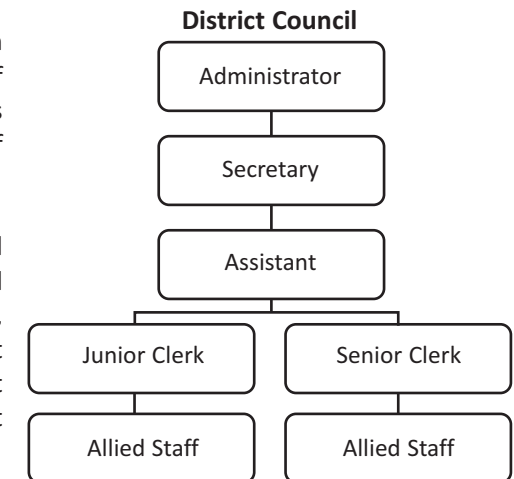 District Council
Administrator
Secretary
Assistant
Junior Clerk Senior Clerk
Allied Staff Allied Staff